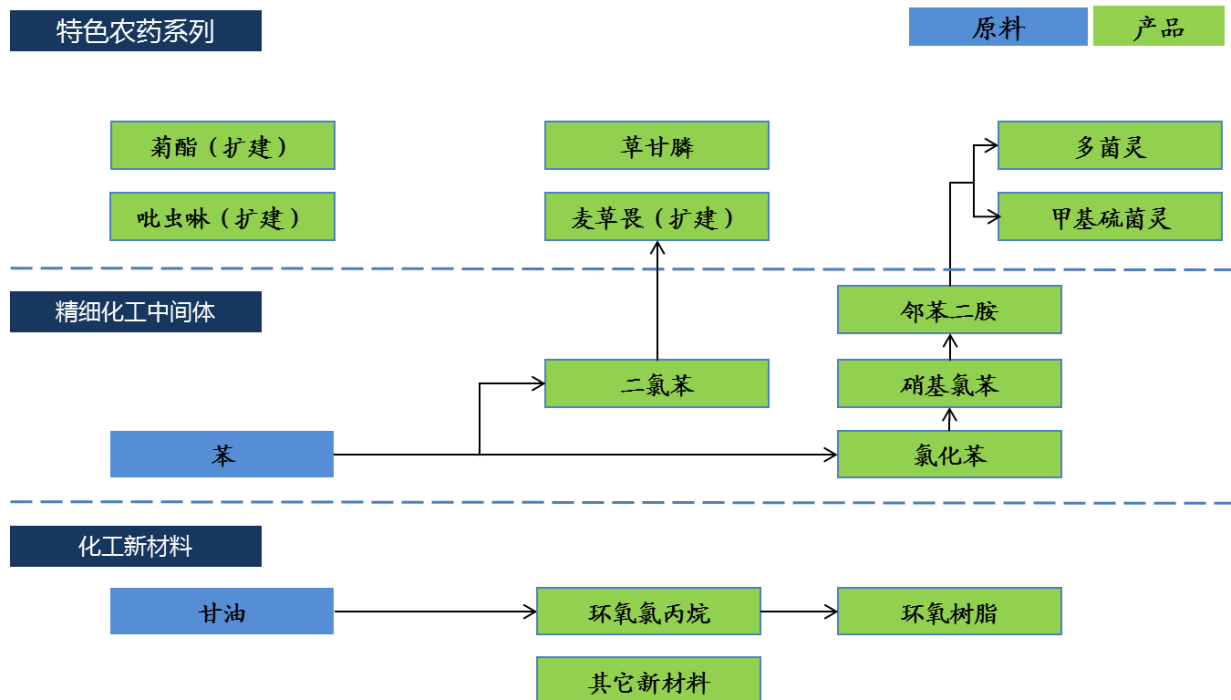 特色农药系列
原料
产品
菊酯（扩建）
草甘膦
多菌灵
吡虫啉（扩建）
麦草畏（扩建）
甲基硫菌灵
精细化工中间体
邻苯二胺
二氯苯
硝基氯苯
苯
氯化苯
化工新材料
甘油
环氧氯丙烷
环氧树脂
其它新材料